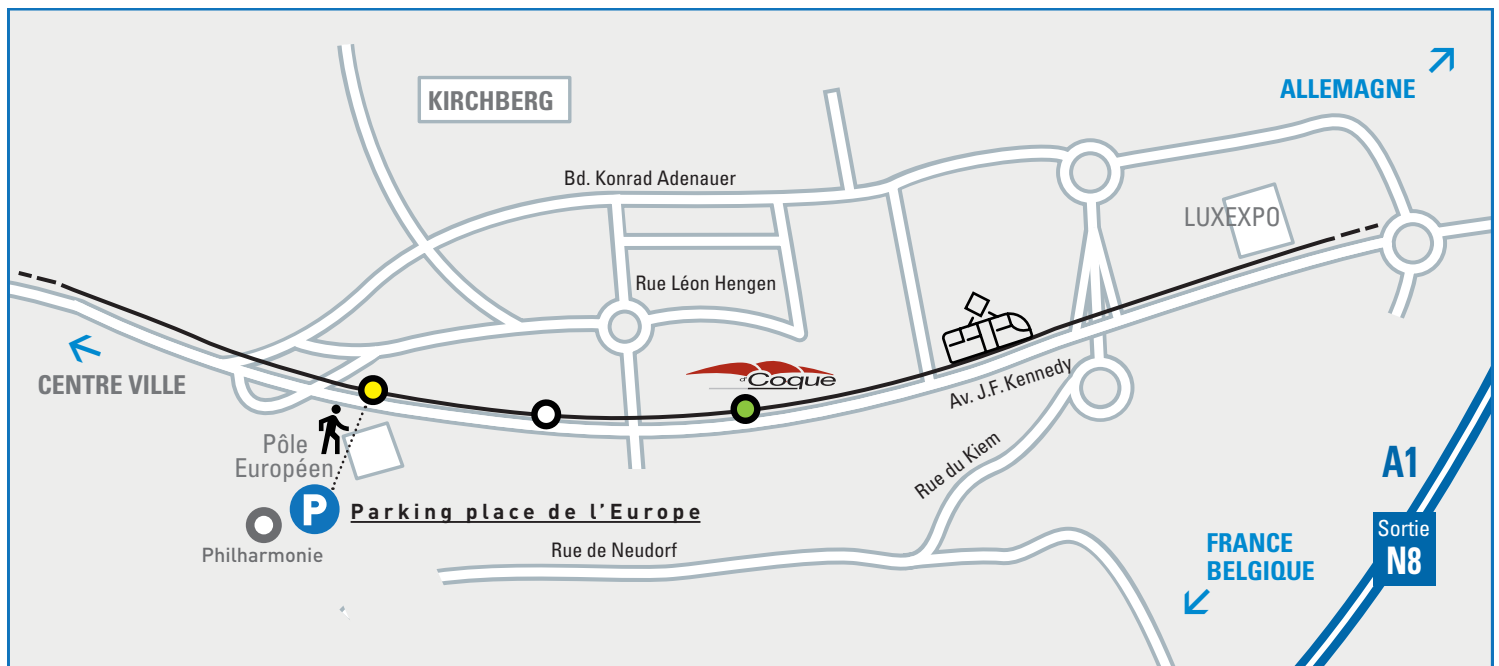 KIRCHBERG
ALLEMAGNE
Bd. Konrad Adenauer
LUXEXPO
Rue Léon Hengen
CENTRE VILLE
d'Coque
Av. J.F. Kennedy
Pôle
Européen
Rue du Kiem
A1
P
Parking place de l'Europe
Philharmonie
Rue de Neudorf
FRANCE
BELGIQUE
Sortie
N8